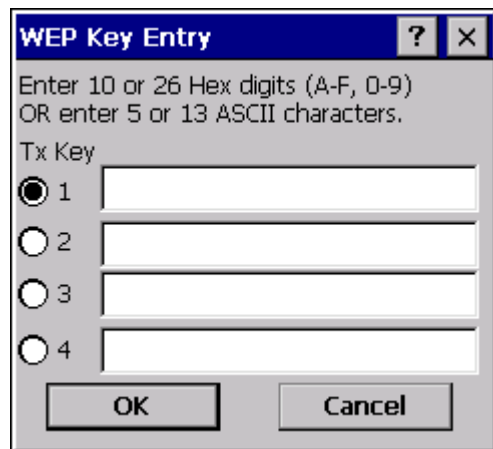 WEP Key Entry ? ×
Enter 10 or 26 Hex digits (A-F, 0-9)
OR enter 5 or 13 ASCII characters.
Tx Key
1
2
3
4
OK Cancel